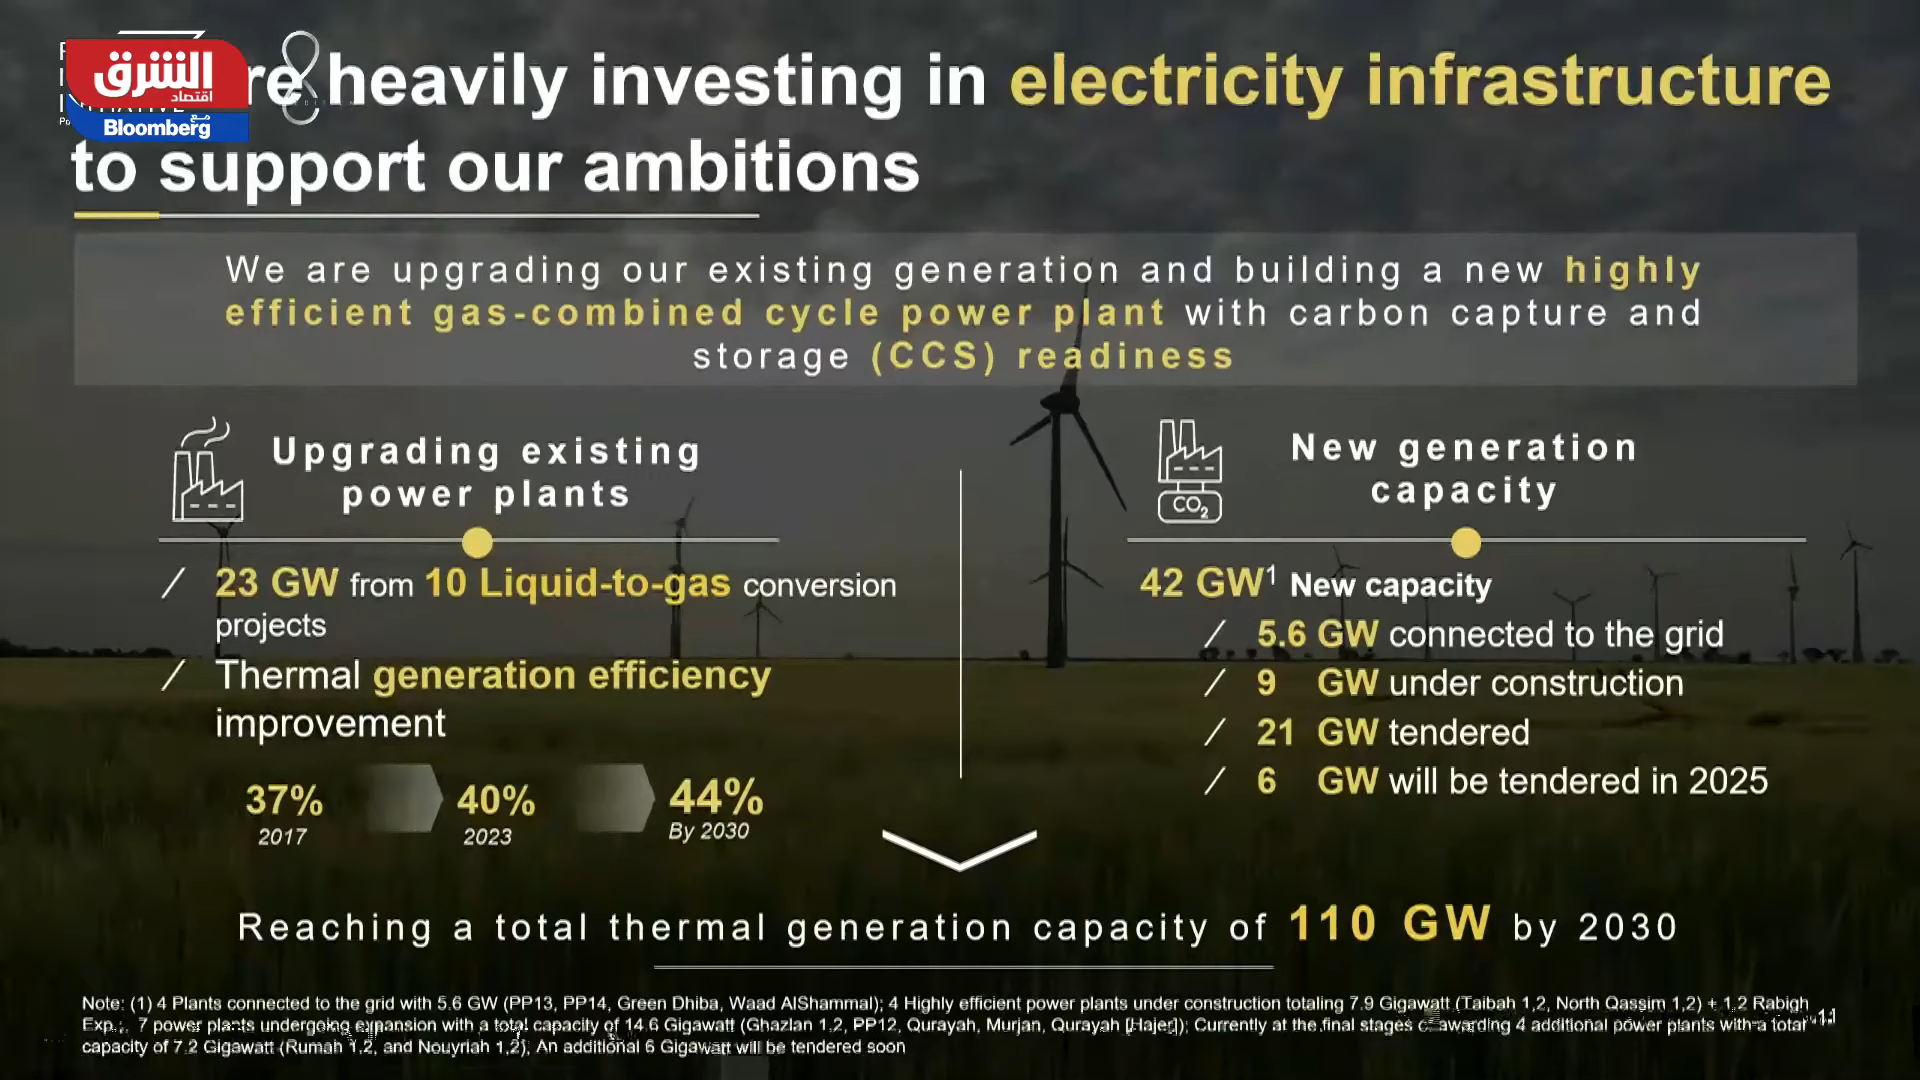 الشرق
اقتصاد
مع
Bloomberg
re heavily investing in electricity infrastructure
to support our ambitions
We are upgrading our existing generation and building a new highly
efficient gas-combined cycle power plant with carbon capture and
storage (CCS) readiness
Upgrading existing
power plants
/ 23 GW from 10 Liquid-to-gas conversion
projects
/ Thermal generation efficiency
improvement
37%
2017
40%
2023
44%
By 2030
CO₂
New generation
capacity
42 GW¹ New capacity
/ 5.6 GW connected to the grid
/ 9 GW under construction
/ 21 GW tendered
/ 6 GW will be tendered in 2025
Reaching a total thermal generation capacity of 110 GW by 2030
Note: (1) 4 Plants connected to the grid with 5.6 GW (PP13, PP14, Green Dhiba, Waad AlShammal); 4 Highly efficient power plants under construction totaling 7.9 Gigawatt (Taibah 1,2, North Qassim 1,2) + 1.2 Rabigh
Exp.; 7 power plants undergoing expansion with a total capacity of 14.6 Gigawatt (Ghazlan 1,2, PP12, Qurayah, Murjan, Qurayah [Hajer]); Currently at the final stages awarding 4 additional power plants with a total
capacity of 7.2 Gigawatt (Rumah 1,2, and Nouyriah 1,2); An additional 6 Gigawatt will be tendered soon
11